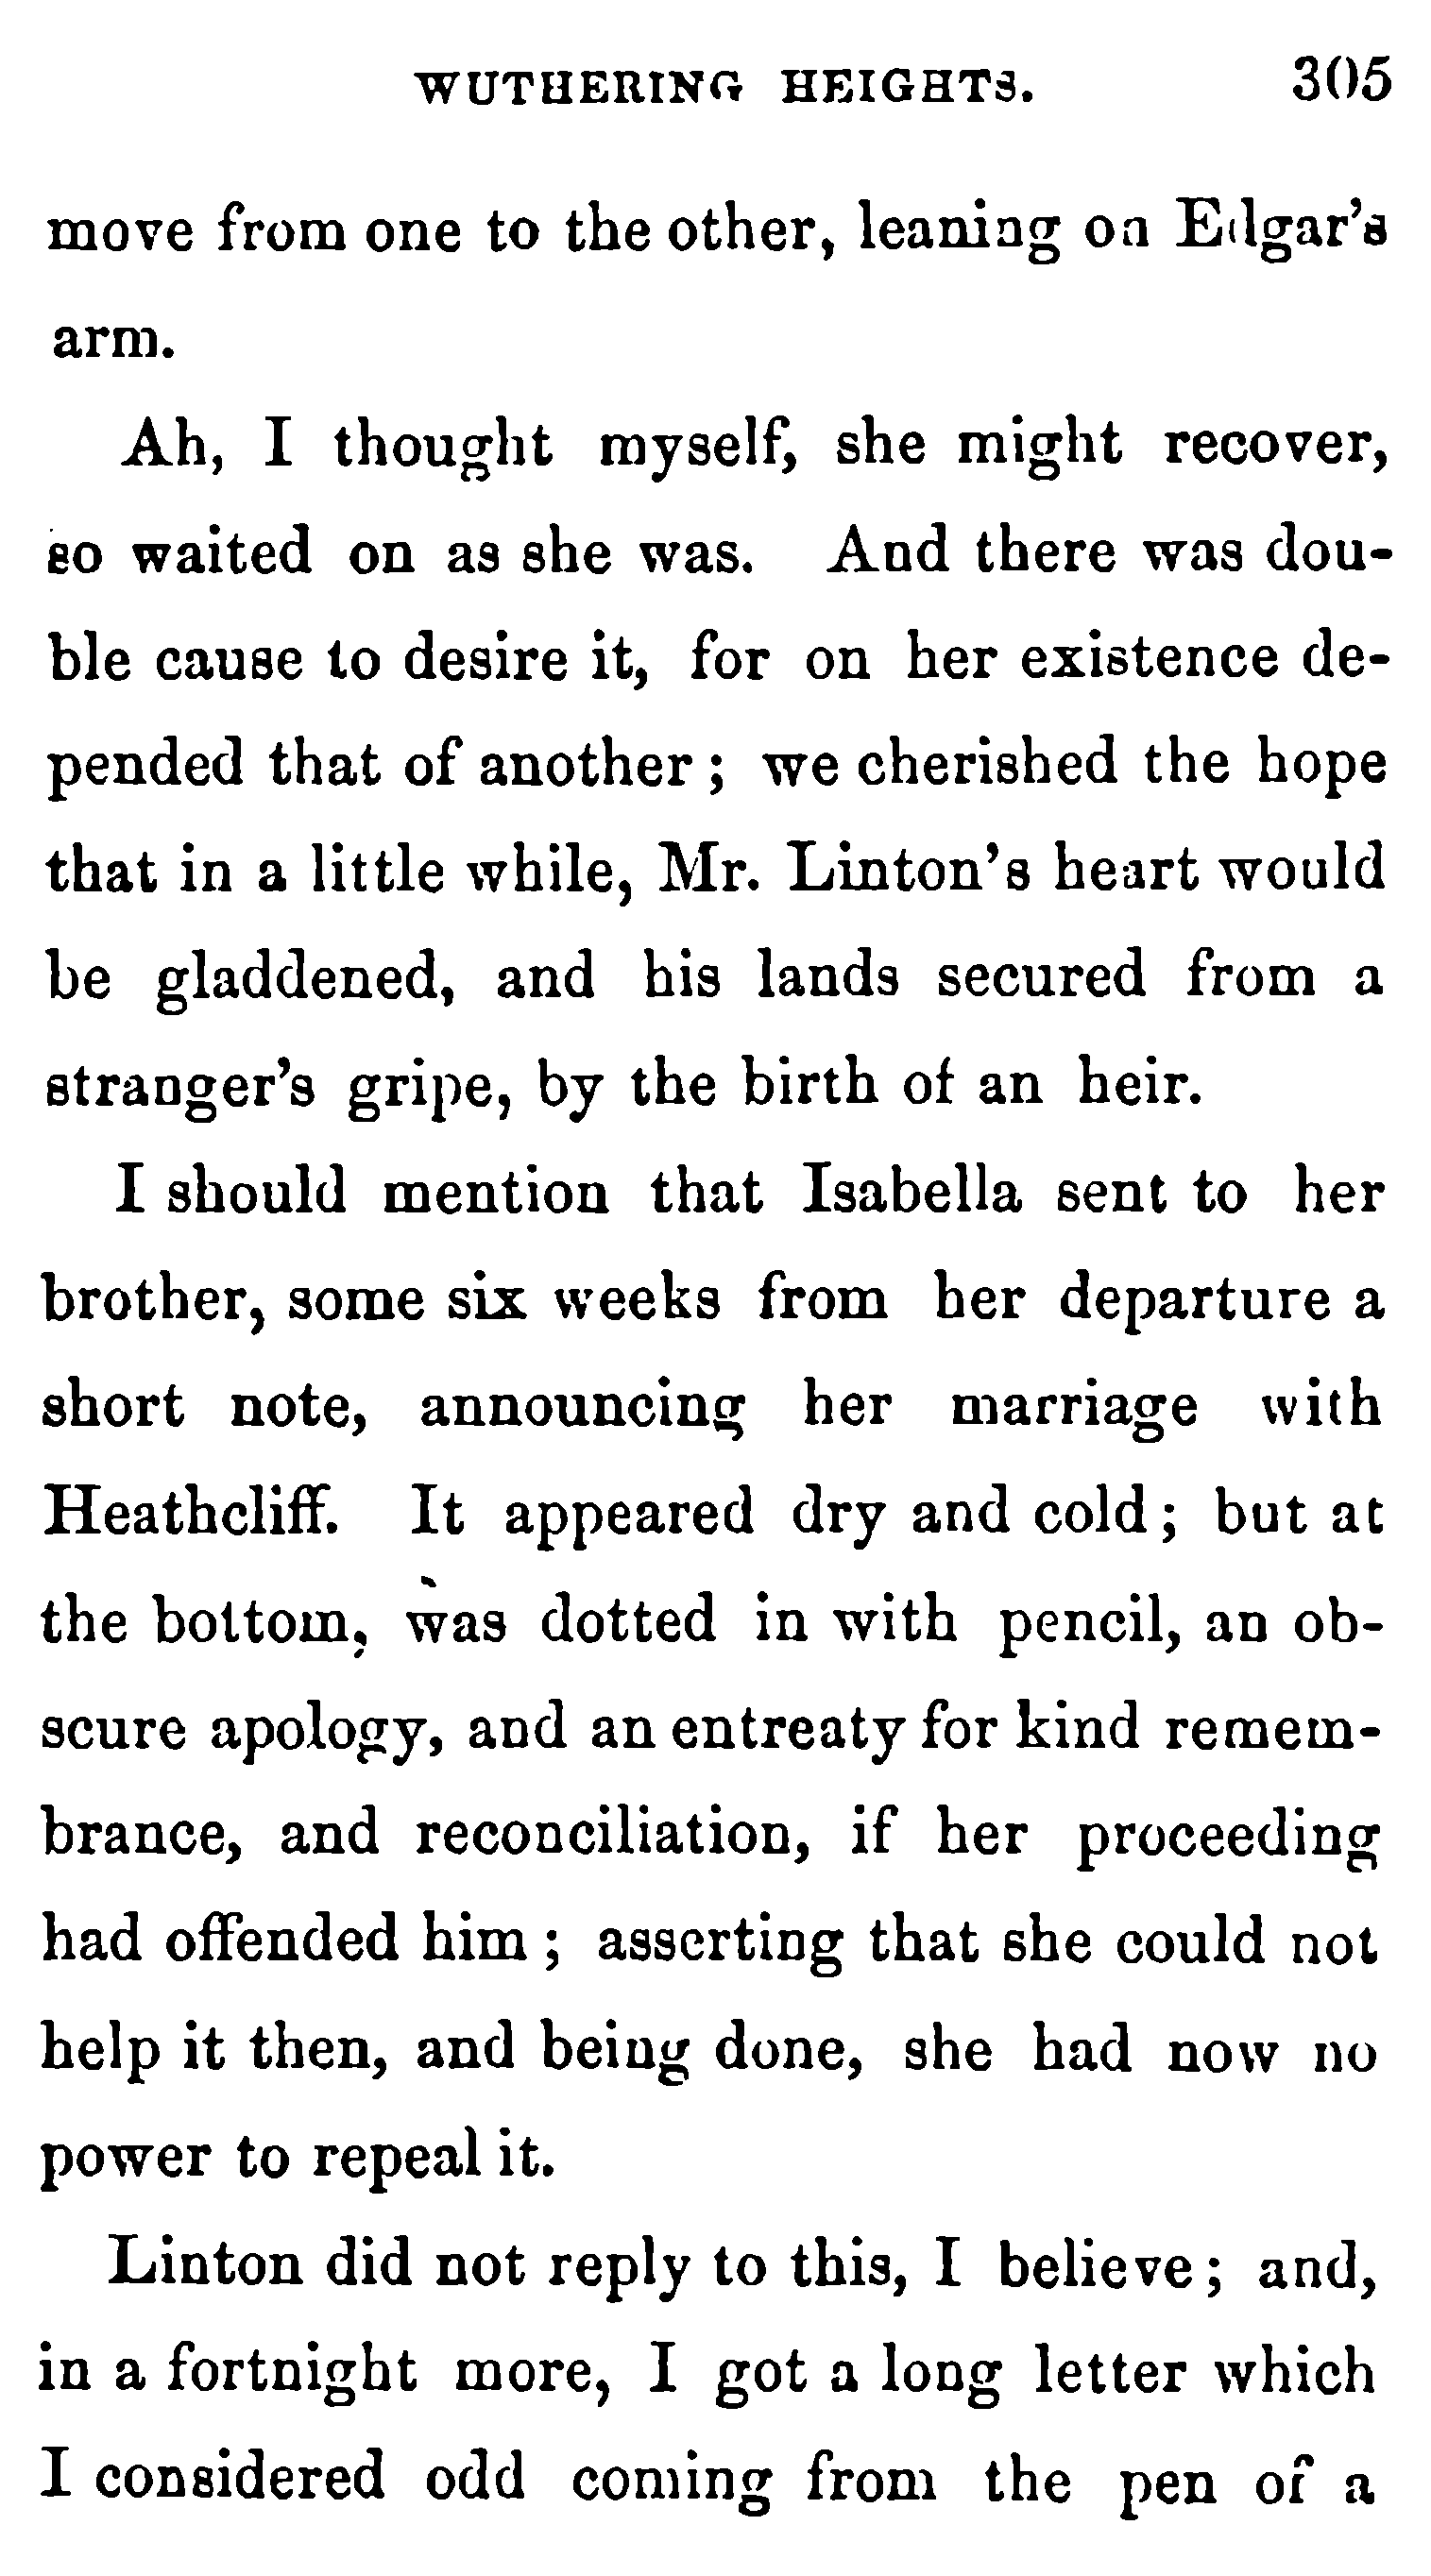 WUTHERING HEIGHTS. 305
move from one to the other, leaning on Edgar's
arm.
Ah, I thought myself, she might recover,
so waited on as she was. And there was dou-
ble cause to desire it, for on her existence de-
pended that of another; we cherished the hope
that in a little while, Mr. Linton's heart would
be gladdened, and his lands secured from a
stranger's gripe, by the birth of an heir.
I should mention that Isabella sent to her
brother, some six weeks from her departure a
short note, announcing her marriage with
Heathcliff. It appeared dry and cold; but at
the bottom, was dotted in with pencil, an ob-
scure apology, and an entreaty for kind remem-
brance, and reconciliation, if her proceeding
had offended him; asserting that she could not
help it then, and being done, she had now no
power to repeal it.
Linton did not reply to this, I believe; and,
in a fortnight more, I got a long letter which
I considered odd coming from the pen of a